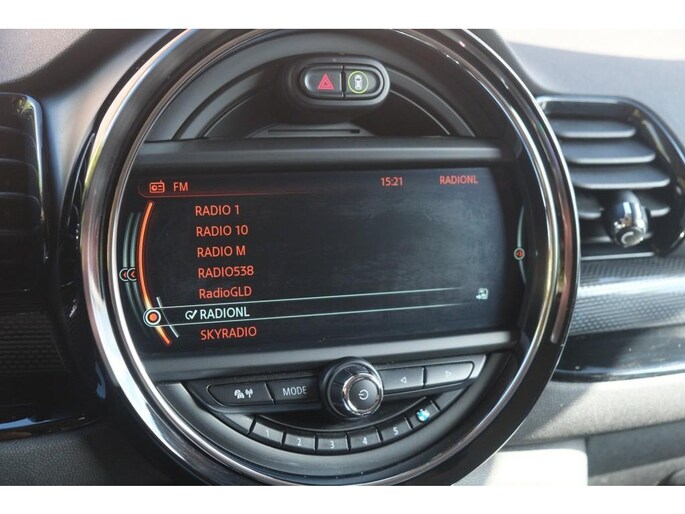 FM 15:21 RADIONL
RADIO 1
RADIO 10
RADIO M
RADIO538
RadioGLD
RADIONL
SKYRADIO
MODE
1 2 3 4 5